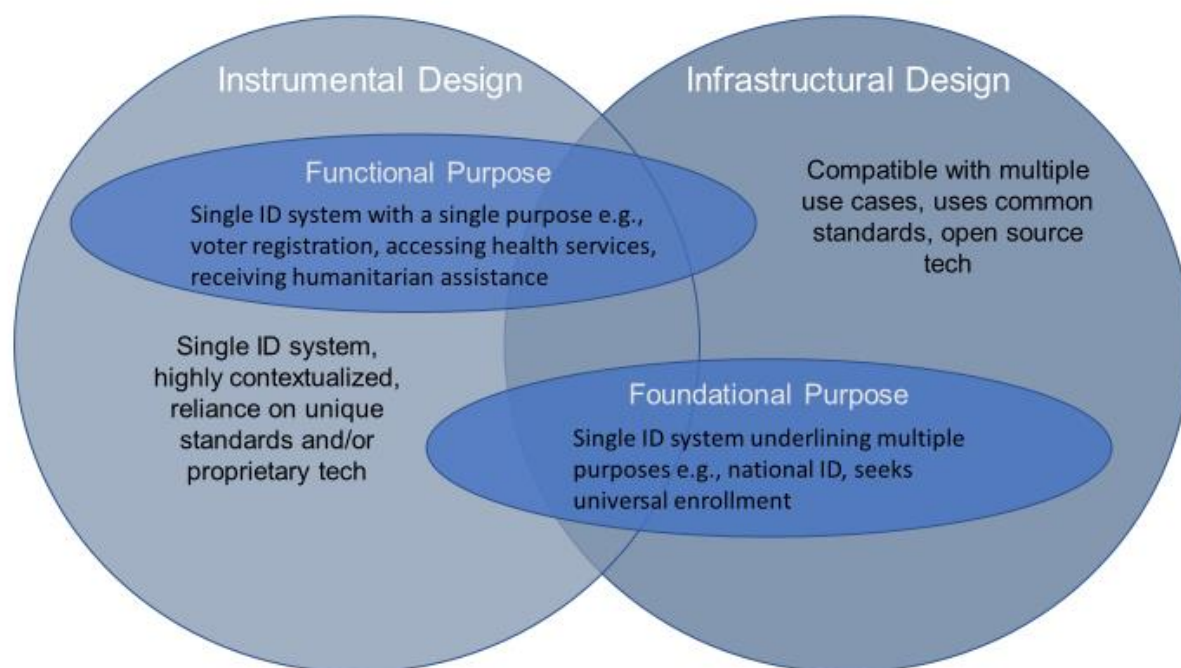 Instrumental Design
Infrastructural Design
Functional Purpose
Single ID system with a single purpose e.g.,
voter registration, accessing health services,
receiving humanitarian assistance
Compatible with multiple
use cases, uses common
standards, open source
tech
Single ID system,
highly contextualized,
reliance on unique
standards and/or
proprietary tech
Foundational Purpose
Single ID system underlining multiple
purposes e.g., national ID, seeks
universal enrollment